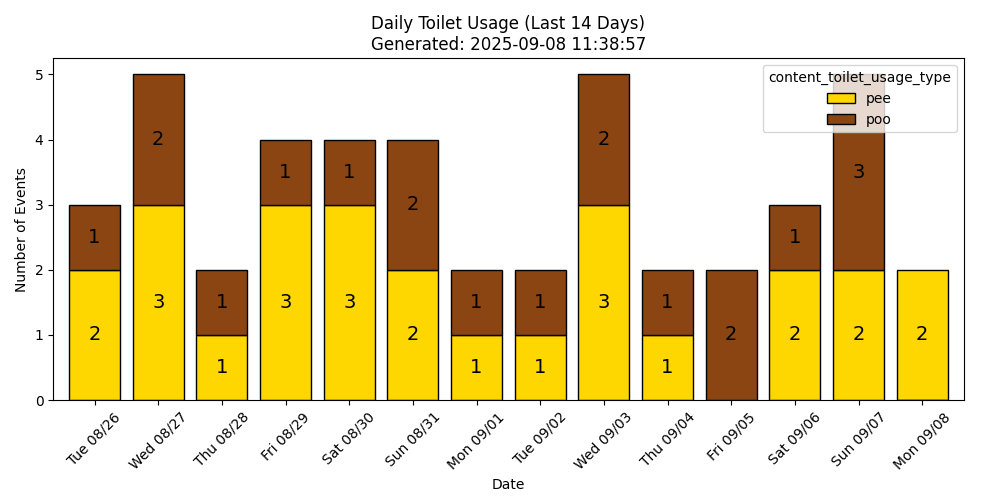 Daily Toilet Usage (Last 14 Days)
Generated: 2025-09-08 11:38:57
content_toilet_usage_type
pee
poo
Number of Events
5
4
3
2
1
0
1 2 1 1 1 2 1 1 2 1 2 1 3
2 3 1 3 3 2 1 1 3 1 2 2 2
Tue 08/26
Wed 08/27
Thu 08/28
Fri 08/29
Sat 08/30
Sun 08/31
Mon 09/01
Tue 09/02
Wed 09/03
Thu 09/04
Fri 09/05
Sat 09/06
Sun 09/07
Mon 09/08
Date